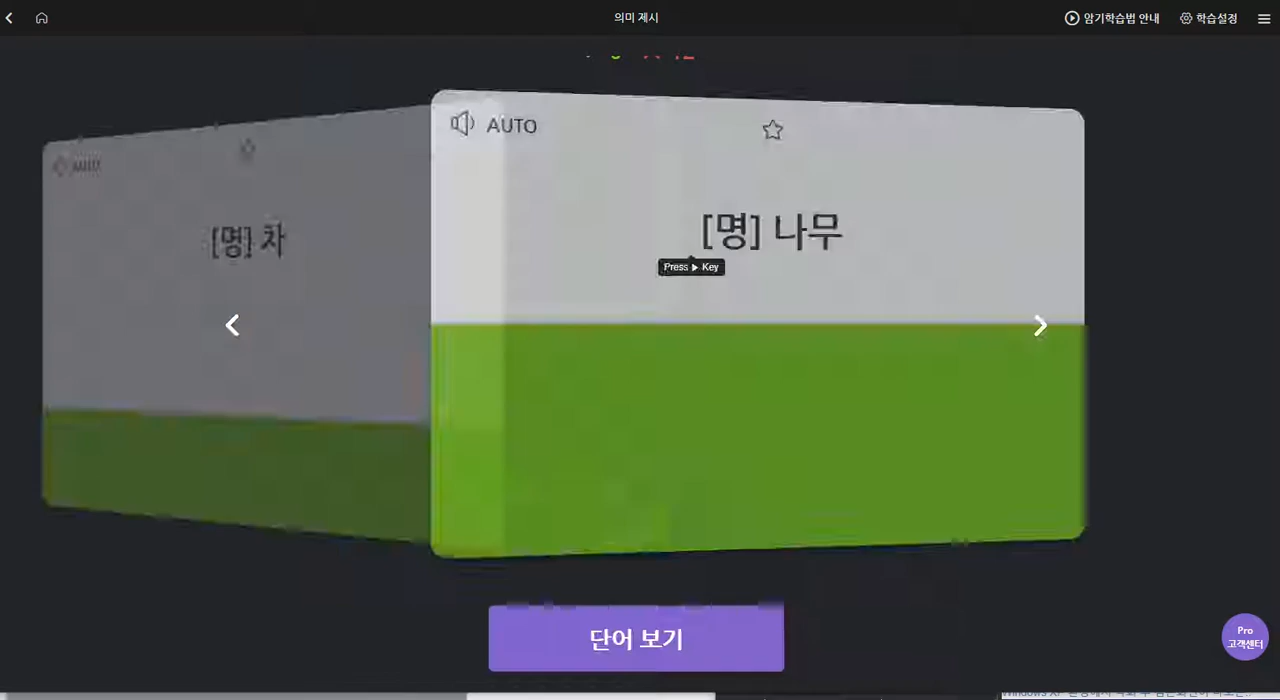 의미 제시
암기학습법 안내
학습설정
AUTO
[명] 차
AUTO
[명] 나무
Press ▶ Key
단어 보기
Pro
고객센터